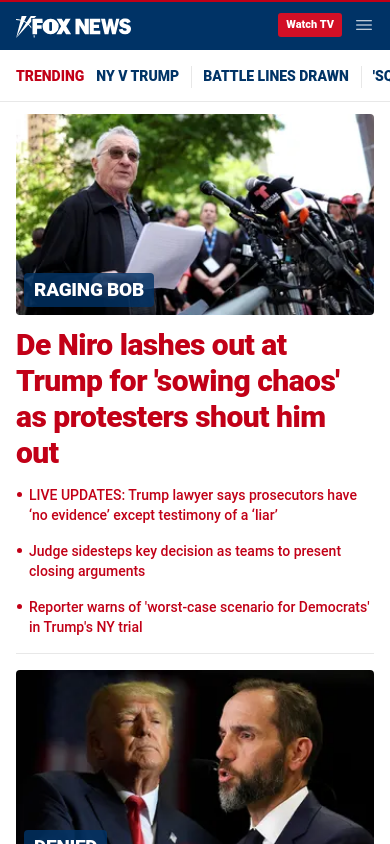 FOX NEWS
Watch TV
TRENDING NY V TRUMP BATTLE LINES DRAWN 'SO
RAGING BOB
De Niro lashes out at
Trump for 'sowing chaos'
as protesters shout him
out
LIVE UPDATES: Trump lawyer says prosecutors have
‘no evidence’ except testimony of a ‘liar’
Judge sidesteps key decision as teams to present
closing arguments
Reporter warns of 'worst-case scenario for Democrats'
in Trump's NY trial
DENIED